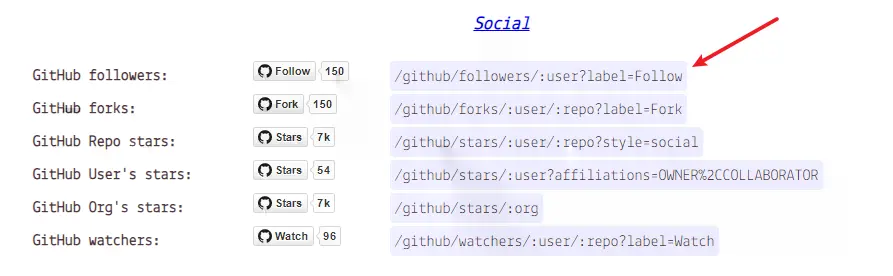 Social
GitHub followers: Follow 150 /github/followers/:user?label=Follow
GitHub forks: Fork 150 /github/forks/:user/:repo?label=Fork
GitHub Repo stars: Stars 7k /github/stars/:user/:repo?style=social
GitHub User's stars: Stars 54 /github/stars/:user?affiliations=OWNER%2CCOLLABORATOR
GitHub Org's stars: Stars 7k /github/stars/:org
GitHub watchers: Watch 96 /github/watchers/:user/:repo?label=Watch